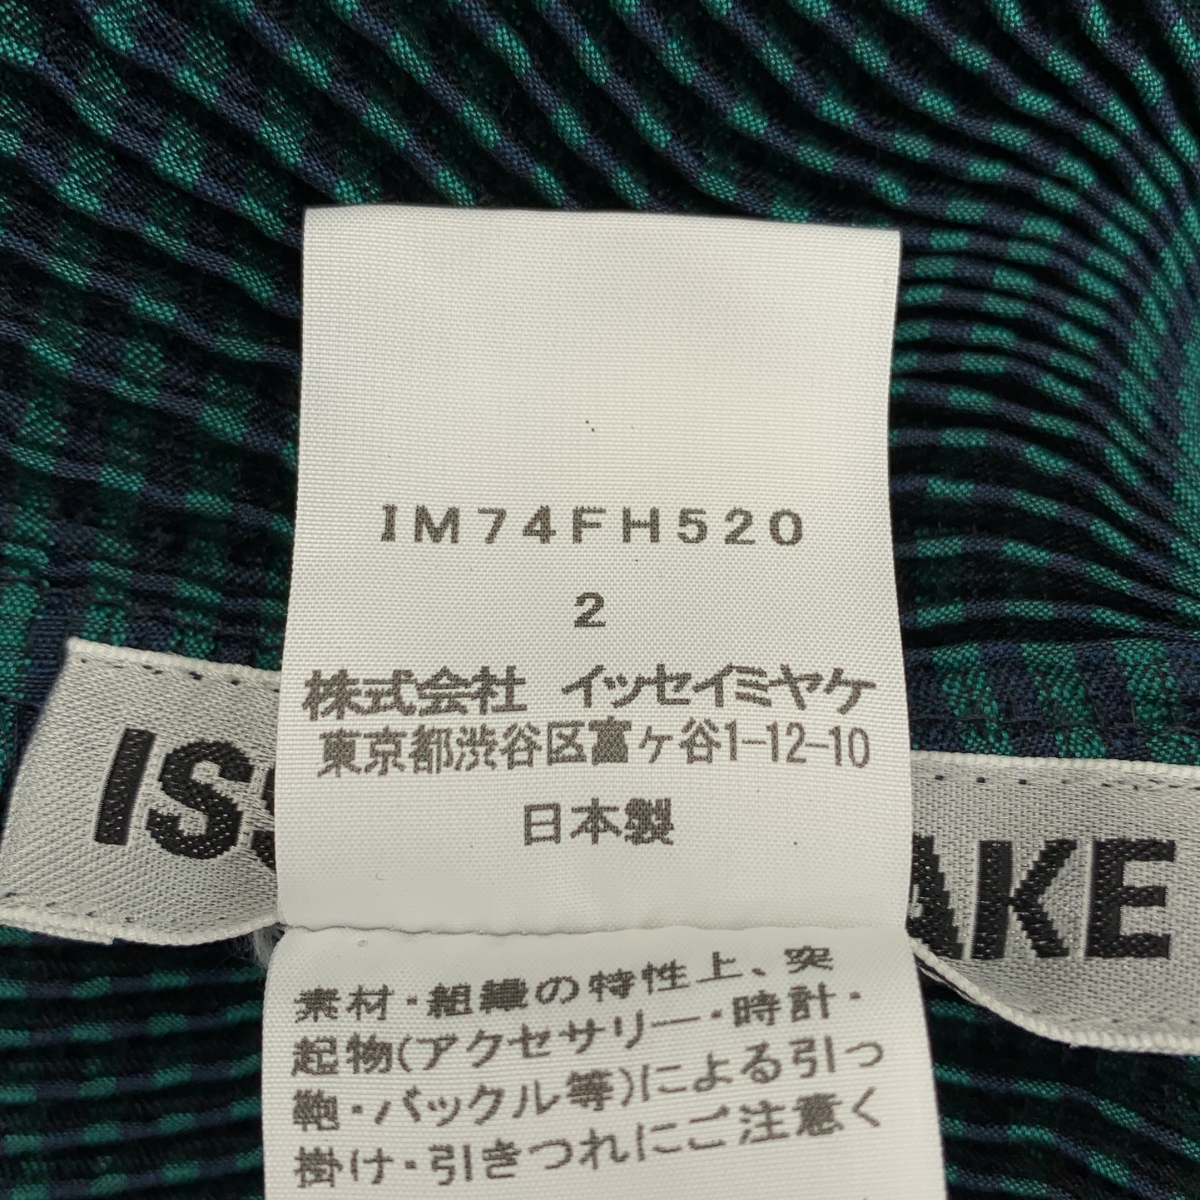 IM74FH520
2
株式会社 イッセイミヤケ
東京都渋谷区富ヶ谷1-12-10
日本製
ISS AKE
素材・組織の特性上、突
起物(アクセサリー・時計・
鞄・バックル等)による引っ
掛け・引きつれにご注意く